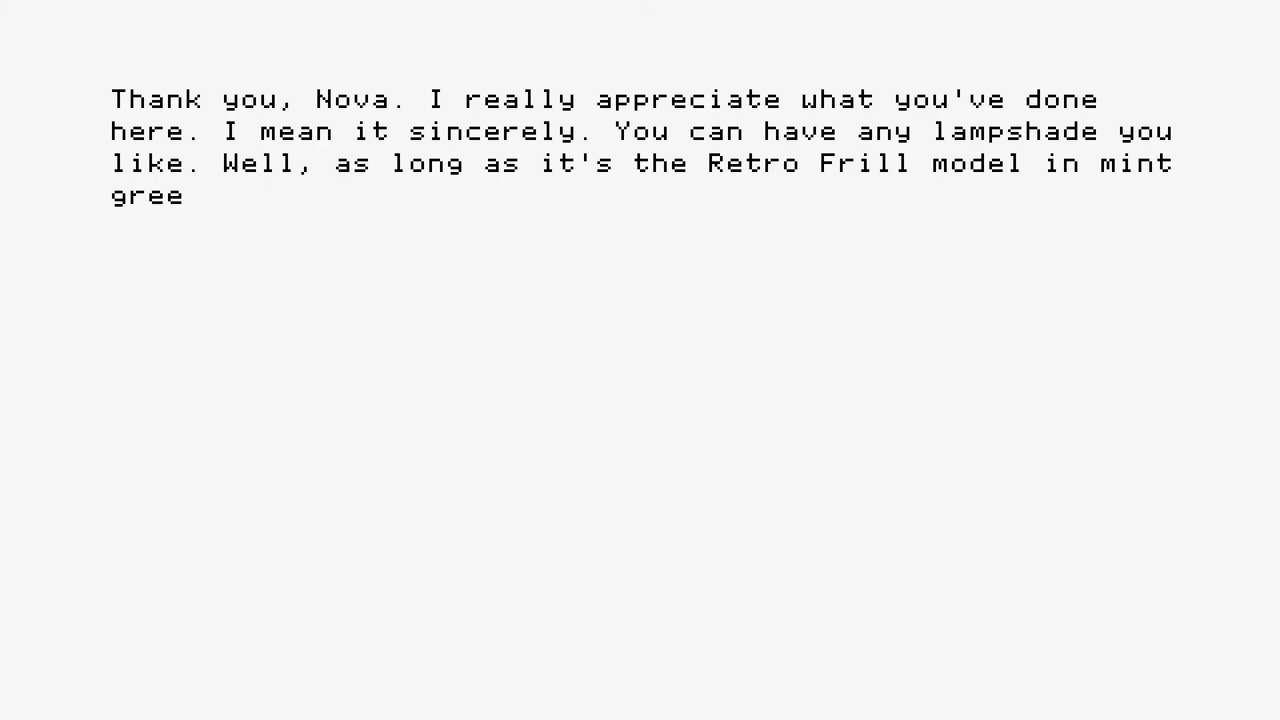 Thank you, Nova. I really appreciate what you've done
here. I mean it sincerely. You can have any lampshade you
like. Well, as long as it's the Retro Frill model in mint
gree